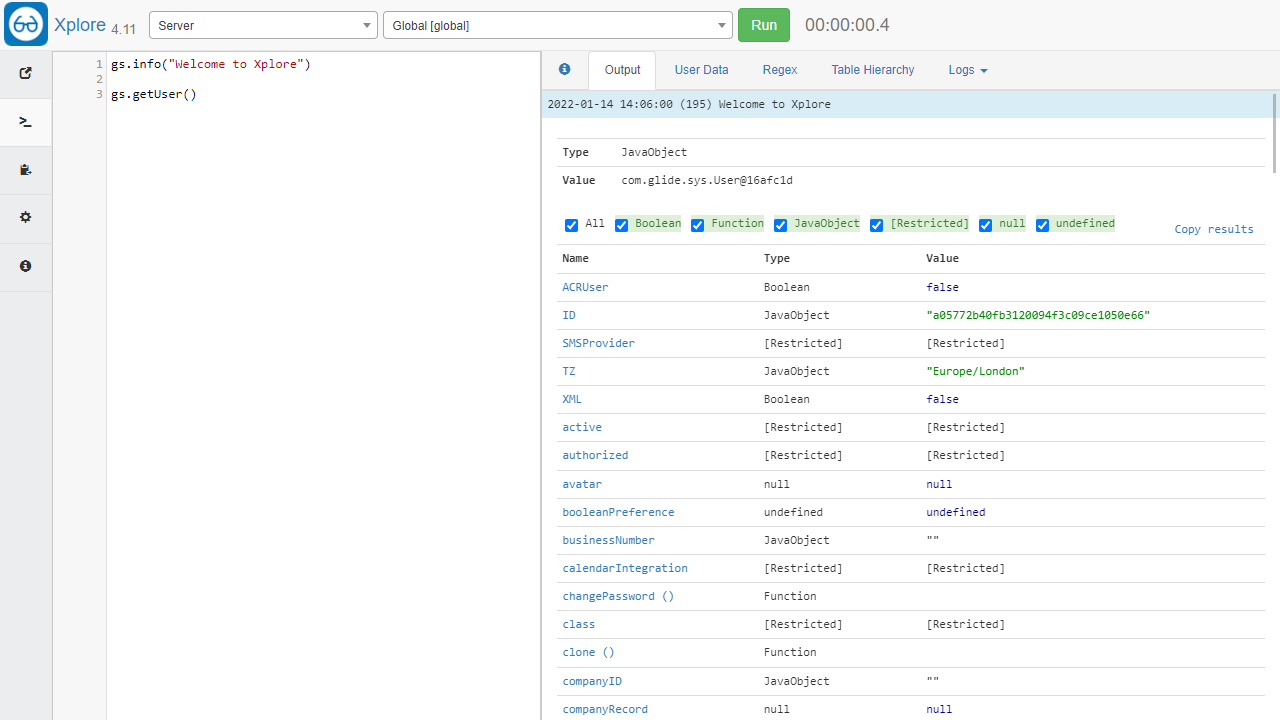 Xplore 4.11 Server Global [global] Run 00:00:00.4
1 gs.info("Welcome to Xplore")
2
3 gs.getUser()
Output User Data Regex Table Hierarchy Logs
2022-01-14 14:06:00 (195) Welcome to Xplore
Type JavaObject
Value com.glide.sys.User@16afc1d
All Boolean Function JavaObject [Restricted] null undefined
Copy results
Name Type Value
ACRUser Boolean false
ID JavaObject "a05772b40fb3120094f3c09ce1050e66"
SMSProvider [Restricted] [Restricted]
TZ JavaObject "Europe/London"
XML Boolean false
active [Restricted] [Restricted]
authorized [Restricted] [Restricted]
avatar null null
booleanPreference undefined undefined
businessNumber JavaObject ""
calendarIntegration [Restricted] [Restricted]
changePassword () Function
class [Restricted] [Restricted]
clone () Function
companyID JavaObject ""
companyRecord null null